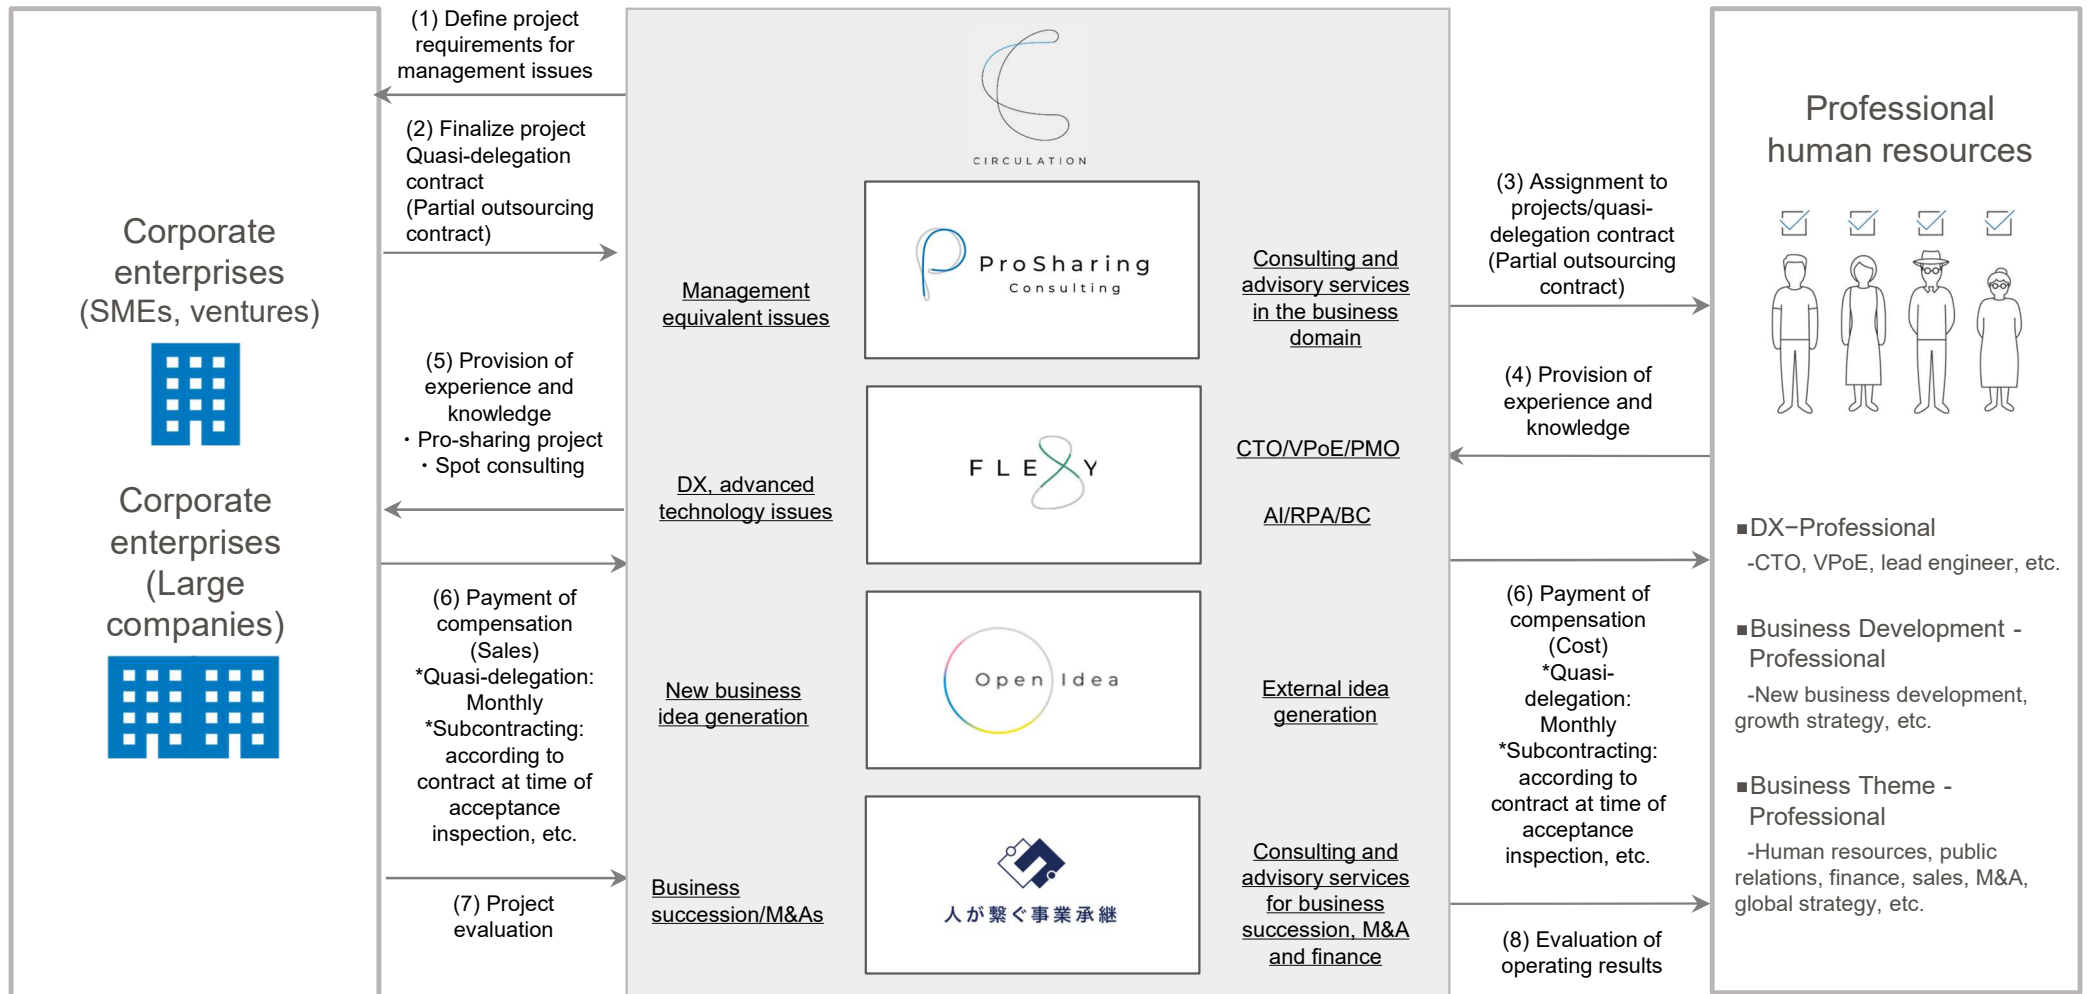 Corporate
enterprises
(SMEs, ventures)
Corporate
enterprises
(Large
companies)
(1) Define project
requirements for
management issues
(2) Finalize project
Quasi-delegation
contract
(Partial outsourcing
contract)
(5) Provision of
experience and
knowledge
・Pro-sharing project
・Spot consulting
(6) Payment of
compensation
(Sales)
*Quasi-delegation:
Monthly
*Subcontracting:
according to
contract at time of
acceptance
inspection, etc.
(7) Project
evaluation
CIRCULATION
Management
equivalent issues
ProSharing
Consulting
Consulting and
advisory services
in the business
domain
DX, advanced
technology issues
FLEXY
CTO/VPoE/PMO
AI/RPA/BC
New business
idea generation
Open Idea
External idea
generation
Business
succession/M&As
人が繋ぐ事業承継
Consulting and
advisory services
for business
succession, M&A
and finance
(3) Assignment to
projects/quasi-
delegation contract
(Partial outsourcing
contract)
(4) Provision of
experience and
knowledge
(6) Payment of
compensation
(Cost)
*Quasi-
delegation:
Monthly
*Subcontracting:
according to
contract at time of
acceptance
inspection, etc.
(8) Evaluation of
operating results
Professional
human resources
■DX−Professional
-CTO, VPoE, lead engineer, etc.
■Business Development -
Professional
-New business development,
growth strategy, etc.
■Business Theme -
Professional
-Human resources, public
relations, finance, sales, M&A,
global strategy, etc.